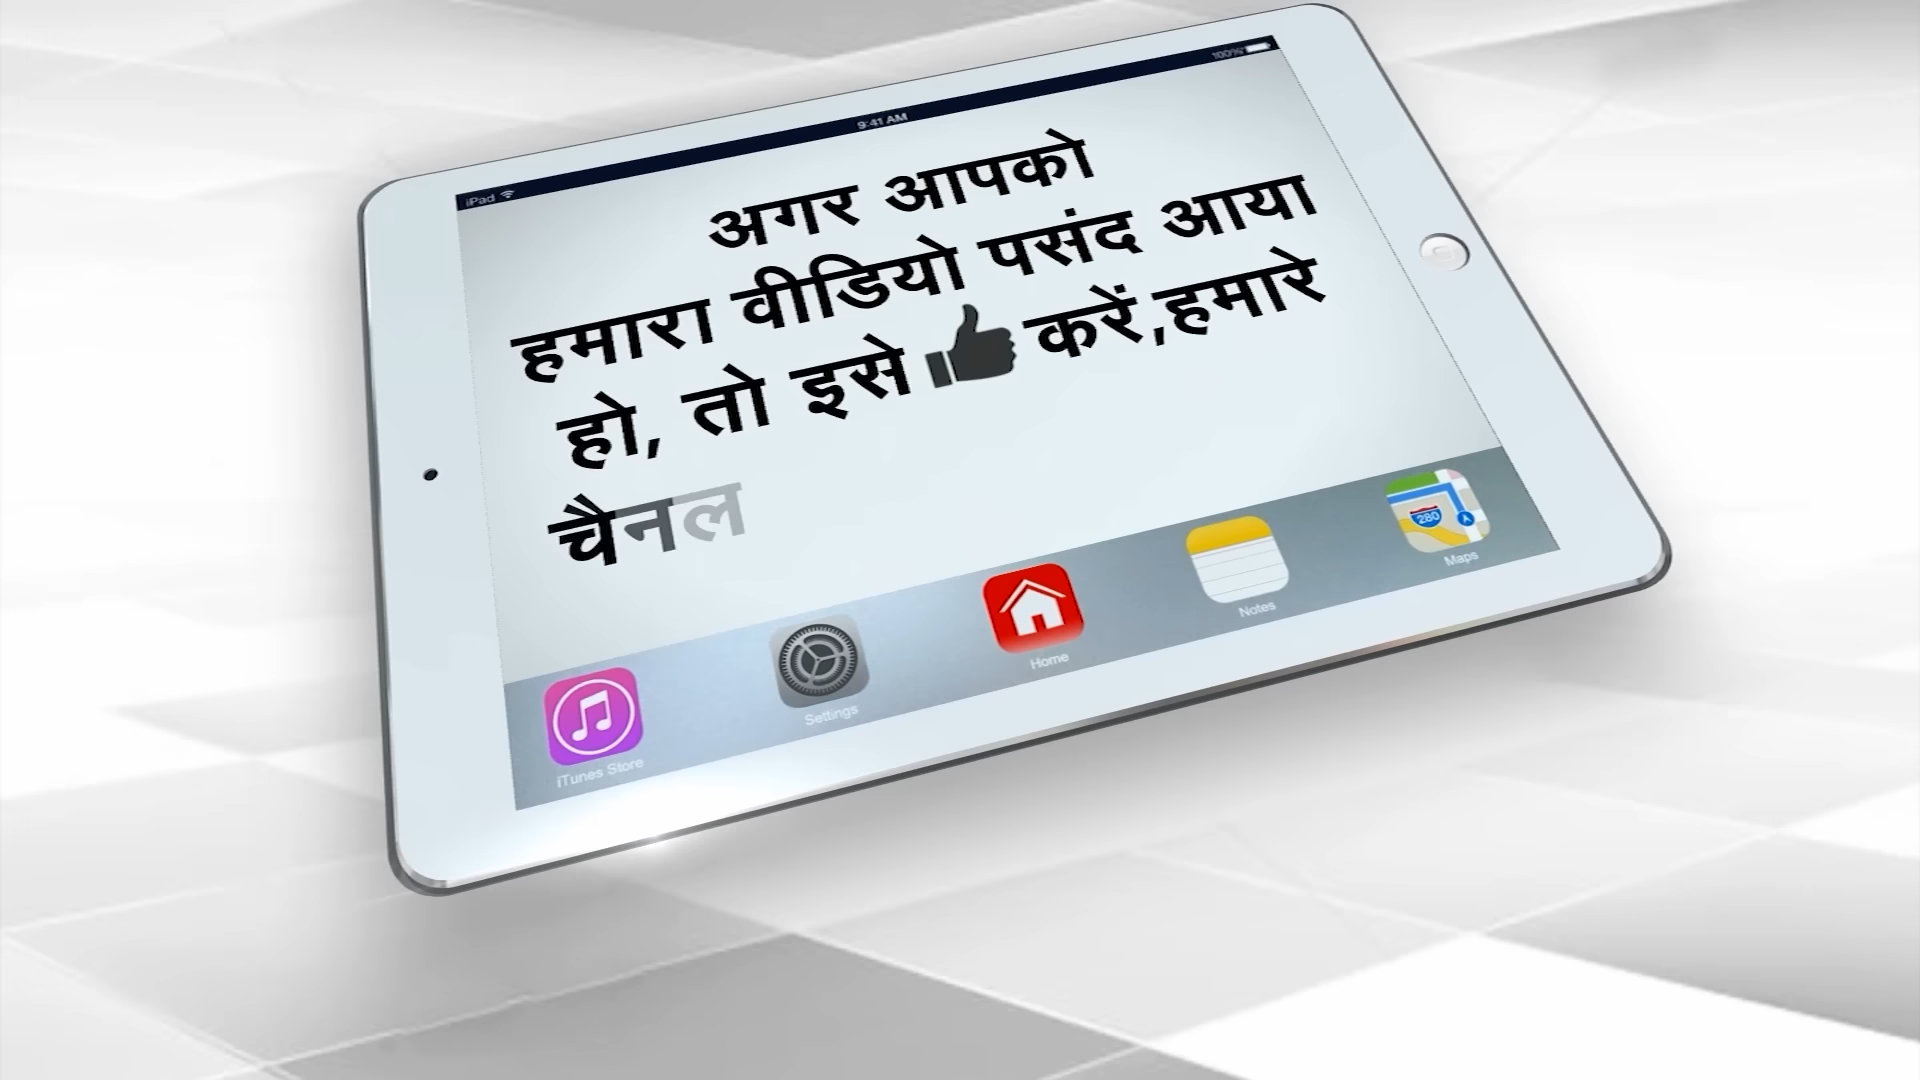 iPad
9:41 AM
100%
अगर आपको
हमारा वीडियो पसंद आया
हो, तो इसे 👍 करें,हमारे
चैनल
iTunes Store
Settings
Home
Notes
Maps
280